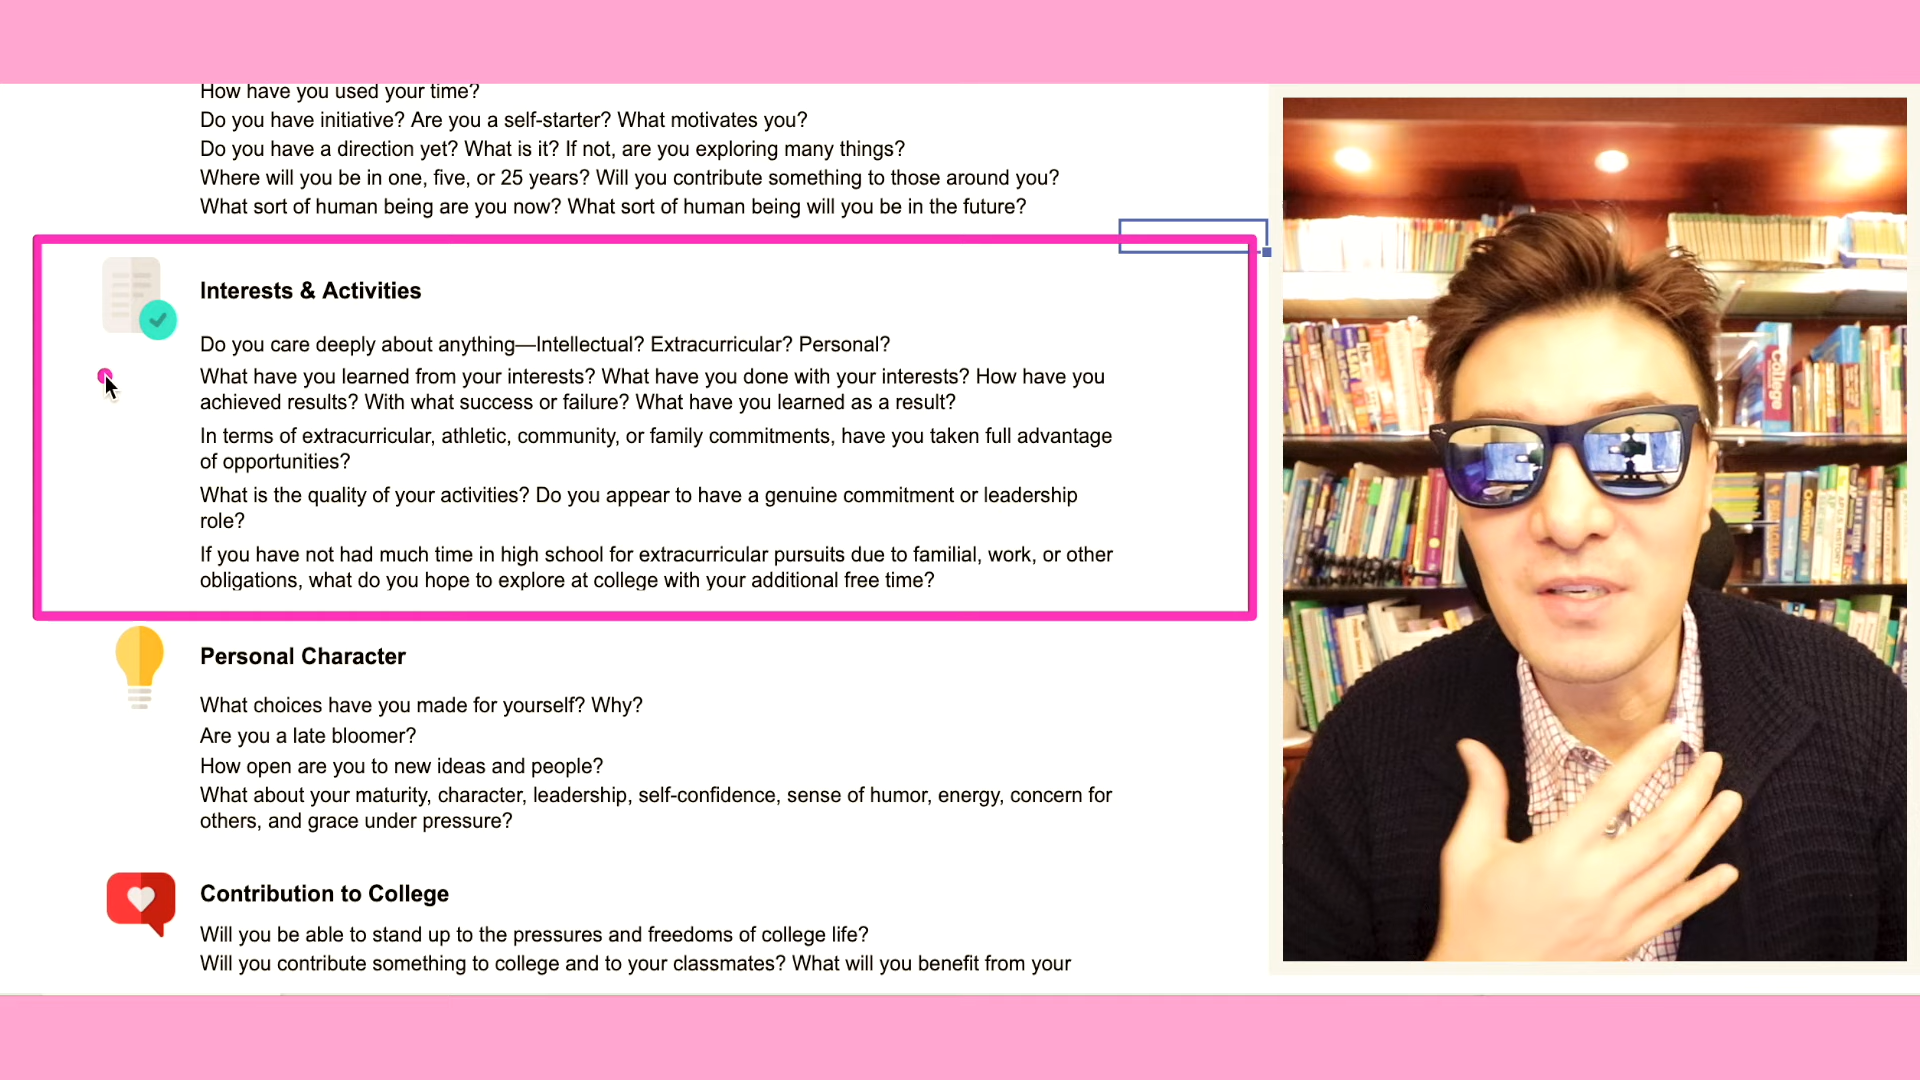 How have you used your time?
Do you have initiative? Are you a self-starter? What motivates you?
Do you have a direction yet? What is it? If not, are you exploring many things?
Where will you be in one, five, or 25 years? Will you contribute something to those around you?
What sort of human being are you now? What sort of human being will you be in the future?
Interests & Activities
Do you care deeply about anything—Intellectual? Extracurricular? Personal?
What have you learned from your interests? What have you done with your interests? How have you
achieved results? With what success or failure? What have you learned as a result?
In terms of extracurricular, athletic, community, or family commitments, have you taken full advantage
of opportunities?
What is the quality of your activities? Do you appear to have a genuine commitment or leadership
role?
If you have not had much time in high school for extracurricular pursuits due to familial, work, or other
obligations, what do you hope to explore at college with your additional free time?
Personal Character
What choices have you made for yourself? Why?
Are you a late bloomer?
How open are you to new ideas and people?
What about your maturity, character, leadership, self-confidence, sense of humor, energy, concern for
others, and grace under pressure?
Contribution to College
Will you be able to stand up to the pressures and freedoms of college life?
Will you contribute something to college and to your classmates? What will you benefit from your
College